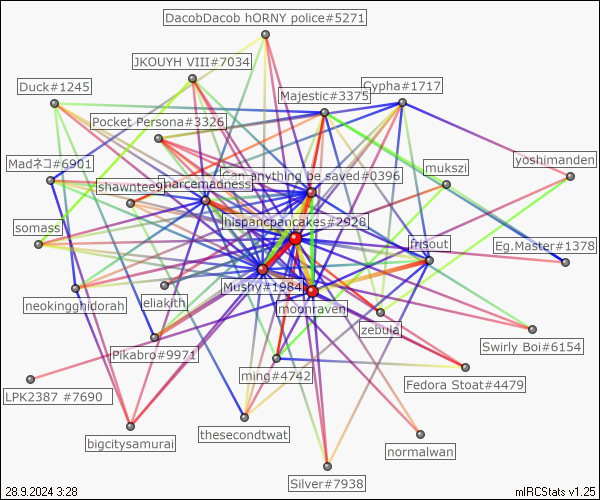 DacobDacob hORNY police#5271
JKOUYH VIII#7034
Duck#1245
Majestic#3375
Cypha#1717
Pocket Persona#3326
Madネコ#6901
yoshimanden
mukszi
Can anything be saved#0396
gnarcemadness
shawnteeg
hispancpancakes#2928
somass
frisout
Eg.Master#1378
Mushy#1984
eliakith
neokingghidorah
moonraven
zebula
Swirly Boi#6154
Pikabro#9971
ming#4742
Fedora Stoat#4479
LPK2387 #7690
thesecondtwat
bigcitysamurai
normalwan
Silver#7938
28.9.2024 3:28
mIRCStats v1.25